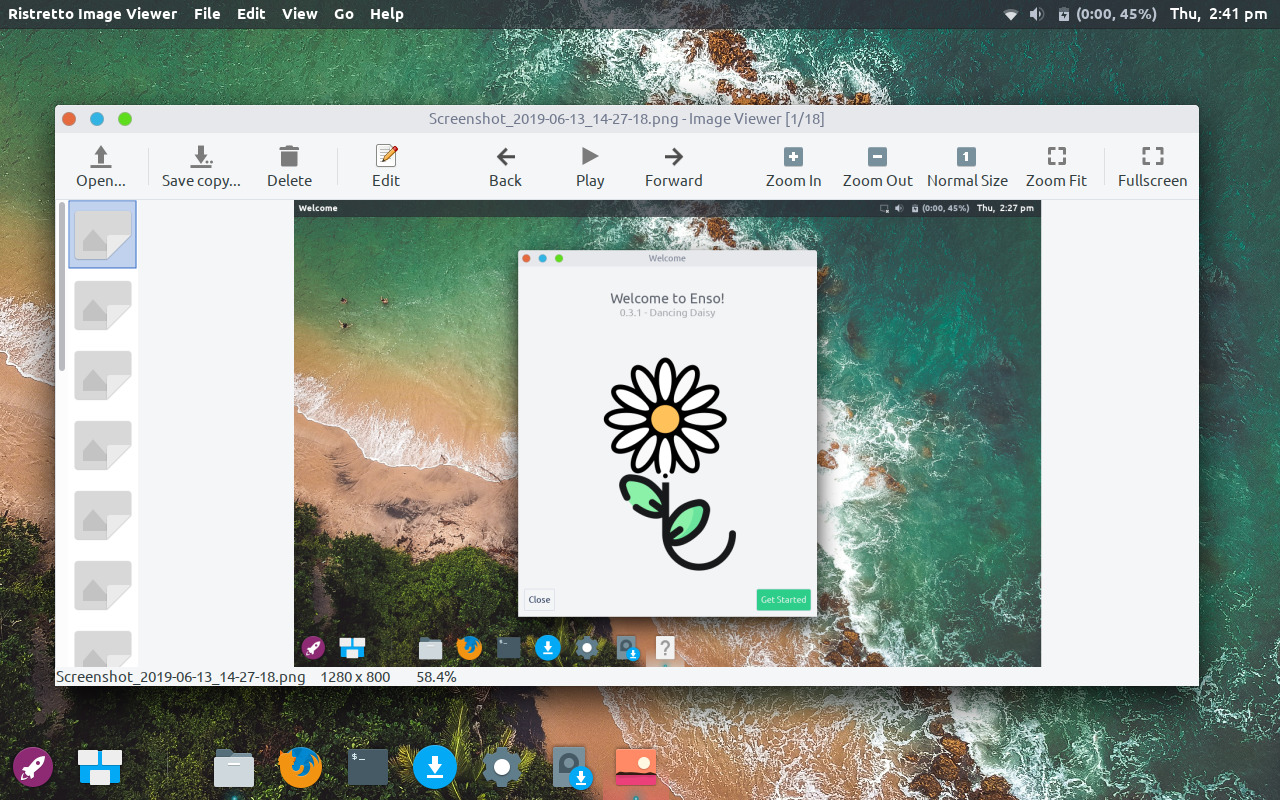 Ristretto Image Viewer File Edit View Go Help (0:00, 45%) Thu, 2:41 pm
Screenshot_2019-06-13_14-27-18.png - Image Viewer [1/18]
Open... Save copy... Delete Edit Back Play Forward Zoom In Zoom Out 1 Normal Size Zoom Fit Fullscreen
Welcome (0:00, 45%) Thu, 2:27 pm
Welcome
Welcome to Enso!
0.3.1 - Dancing Daisy
Close Get Started
?
Screenshot_2019-06-13_14-27-18.png 1280 x 800 58.4%
$_